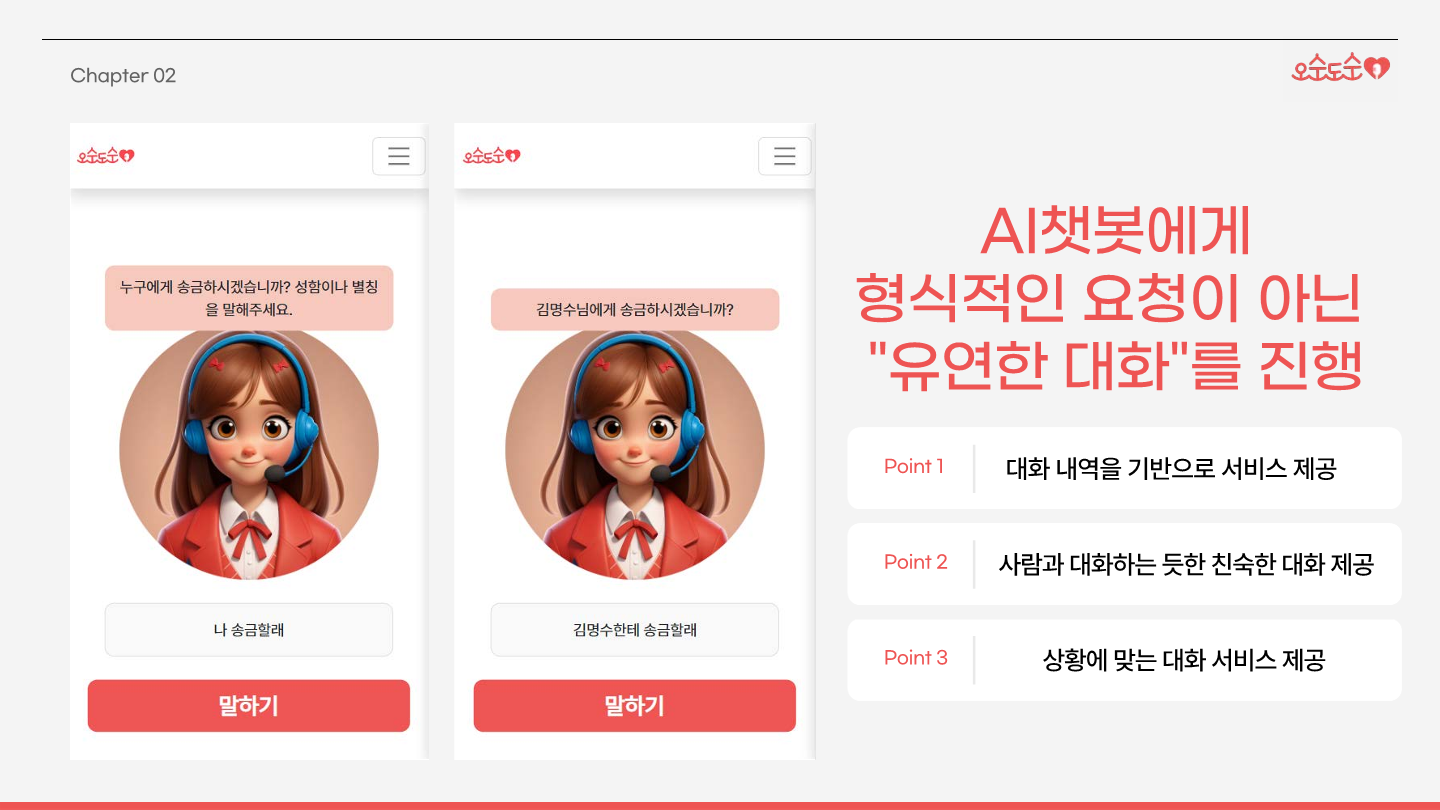 Chapter 02
오수도수
오수도수
누구에게 송금하시겠습니까? 성함이나 별칭
을 말해주세요.
나 송금할래
말하기
오수도수
김명수님에게 송금하시겠습니까?
김명수한테 송금할래
말하기
AI챗봇에게
형식적인 요청이 아닌
"유연한 대화"를 진행
Point 1
대화 내역을 기반으로 서비스 제공
Point 2
사람과 대화하는 듯한 친숙한 대화 제공
Point 3
상황에 맞는 대화 서비스 제공